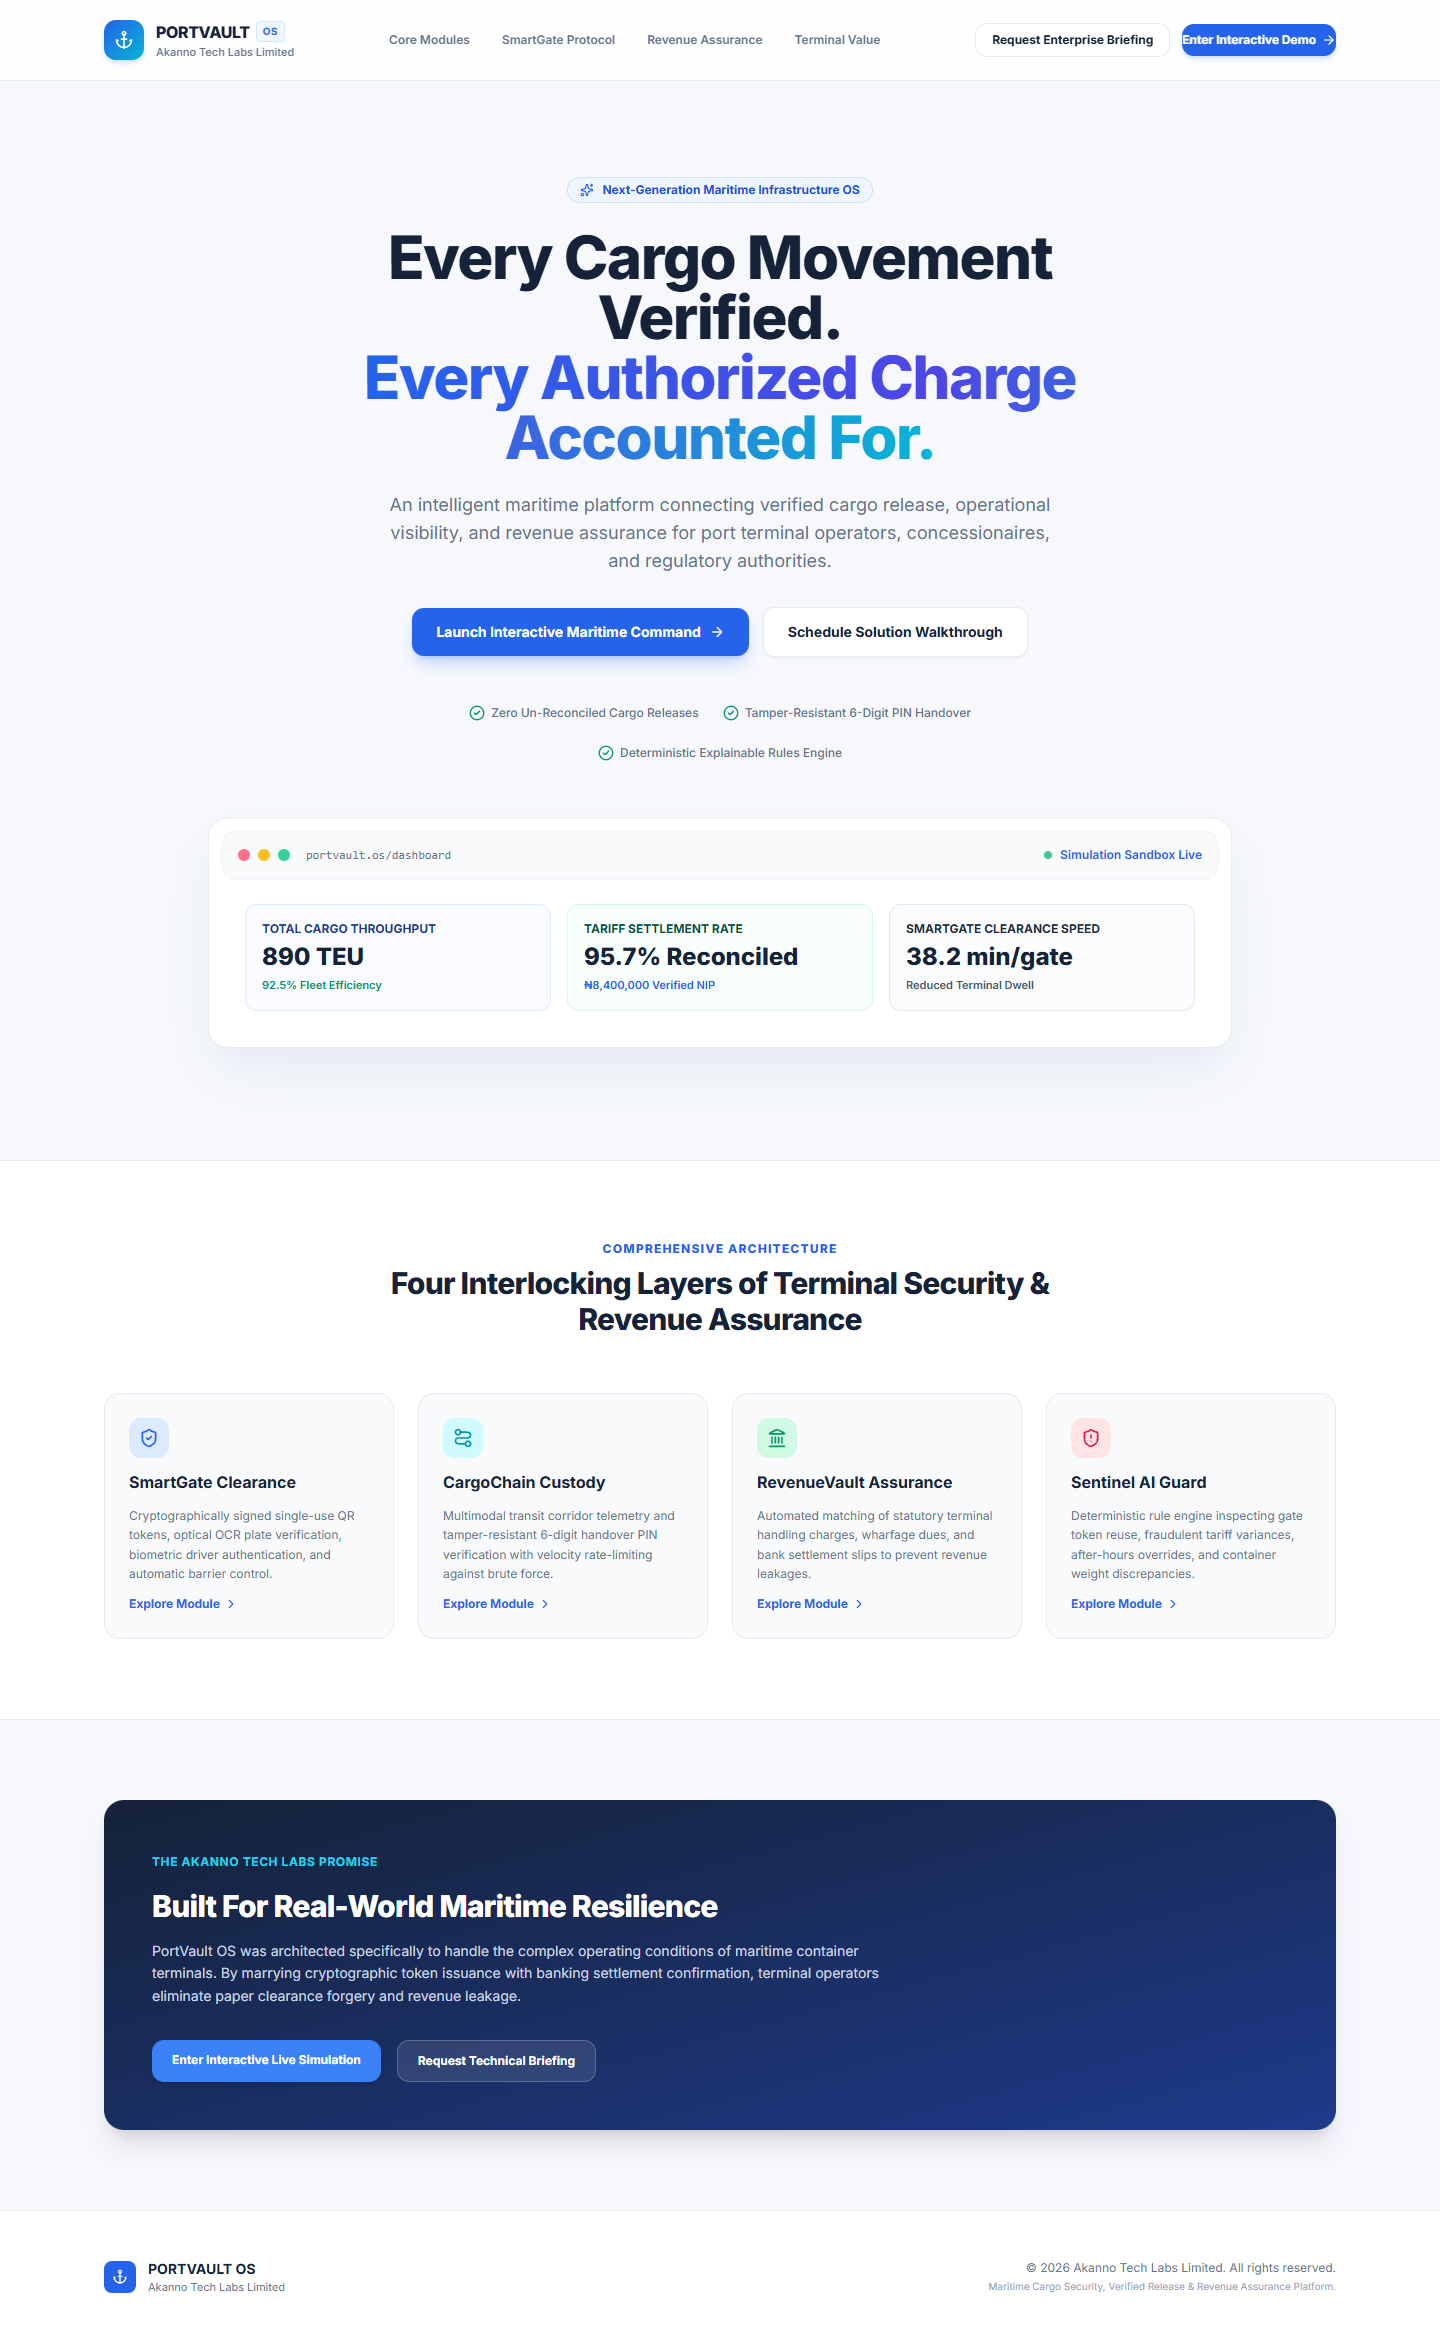 PORTVAULT OS
Akanno Tech Labs Limited
Core Modules
SmartGate Protocol
Revenue Assurance
Terminal Value
Request Enterprise Briefing
Enter Interactive Demo
Next-Generation Maritime Infrastructure OS
Every Cargo Movement
Verified.
Every Authorized Charge
Accounted For.
An intelligent maritime platform connecting verified cargo release, operational
visibility, and revenue assurance for port terminal operators, concessionaires,
and regulatory authorities.
Launch Interactive Maritime Command
Schedule Solution Walkthrough
Zero Un-Reconciled Cargo Releases
Tamper-Resistant 6-Digit PIN Handover
Deterministic Explainable Rules Engine
portvault.os/dashboard
Simulation Sandbox Live
TOTAL CARGO THROUGHPUT
890 TEU
92.5% Fleet Efficiency
TARIFF SETTLEMENT RATE
95.7% Reconciled
₦8,400,000 Verified NIP
SMARTGATE CLEARANCE SPEED
38.2 min/gate
Reduced Terminal Dwell
COMPREHENSIVE ARCHITECTURE
Four Interlocking Layers of Terminal Security &
Revenue Assurance
SmartGate Clearance
Cryptographically signed single-use QR
tokens, optical OCR plate verification,
biometric driver authentication, and
automatic barrier control.
Explore Module
CargoChain Custody
Multimodal transit corridor telemetry and
tamper-resistant 6-digit handover PIN
verification with velocity rate-limiting
against brute force.
Explore Module
RevenueVault Assurance
Automated matching of statutory terminal
handling charges, wharfage dues, and
bank settlement slips to prevent revenue
leakages.
Explore Module
Sentinel AI Guard
Deterministic rule engine inspecting gate
token reuse, fraudulent tariff variances,
after-hours overrides, and container
weight discrepancies.
Explore Module
THE AKANNO TECH LABS PROMISE
Built For Real-World Maritime Resilience
PortVault OS was architected specifically to handle the complex operating conditions of maritime container
terminals. By marrying cryptographic token issuance with banking settlement confirmation, terminal operators
eliminate paper clearance forgery and revenue leakage.
Enter Interactive Live Simulation
Request Technical Briefing
PORTVAULT OS
Akanno Tech Labs Limited
© 2026 Akanno Tech Labs Limited. All rights reserved.
Maritime Cargo Security, Verified Release & Revenue Assurance Platform.